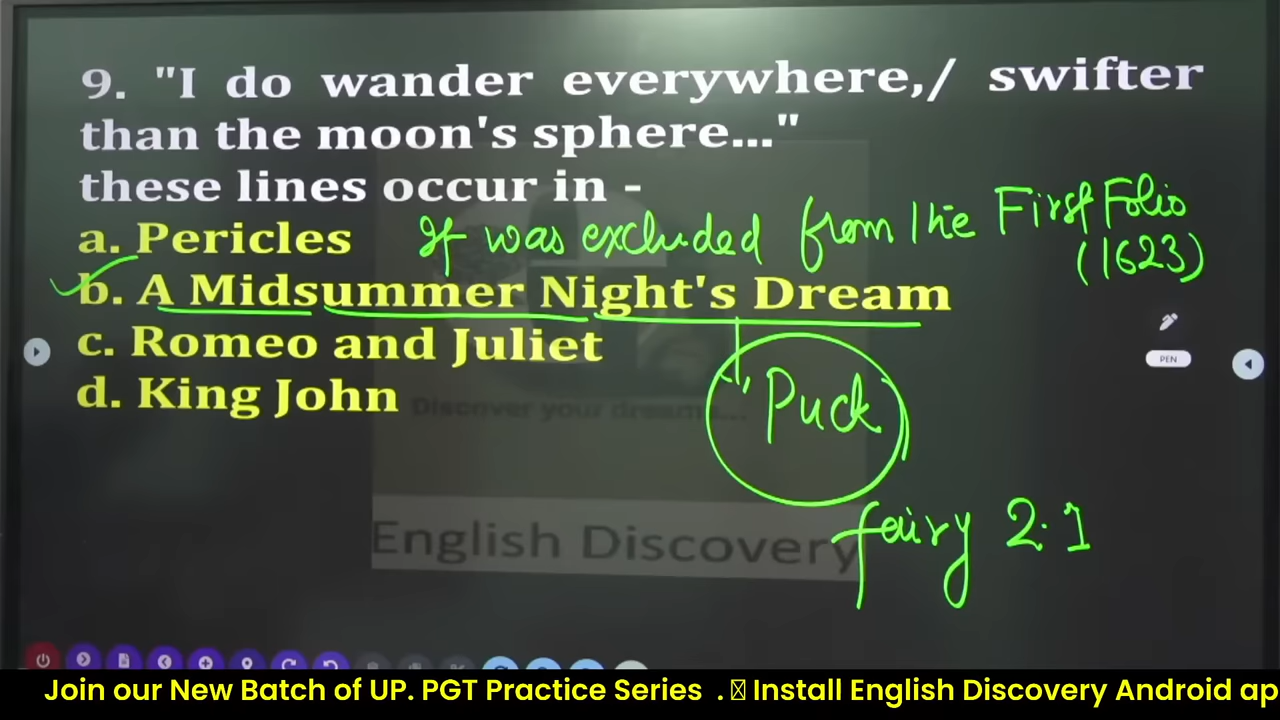 9. "I do wander everywhere,/ swifter
than the moon's sphere..."
these lines occur in -
a. Pericles It was excluded from the First Folio
(1623)
b. A Midsummer Night's Dream
c. Romeo and Juliet
d. King John
PEN
Puck
Discover your dreams...
fairy 2.1
English Discovery
Join our New Batch of UP. PGT Practice Series . Install English Discovery Android ap